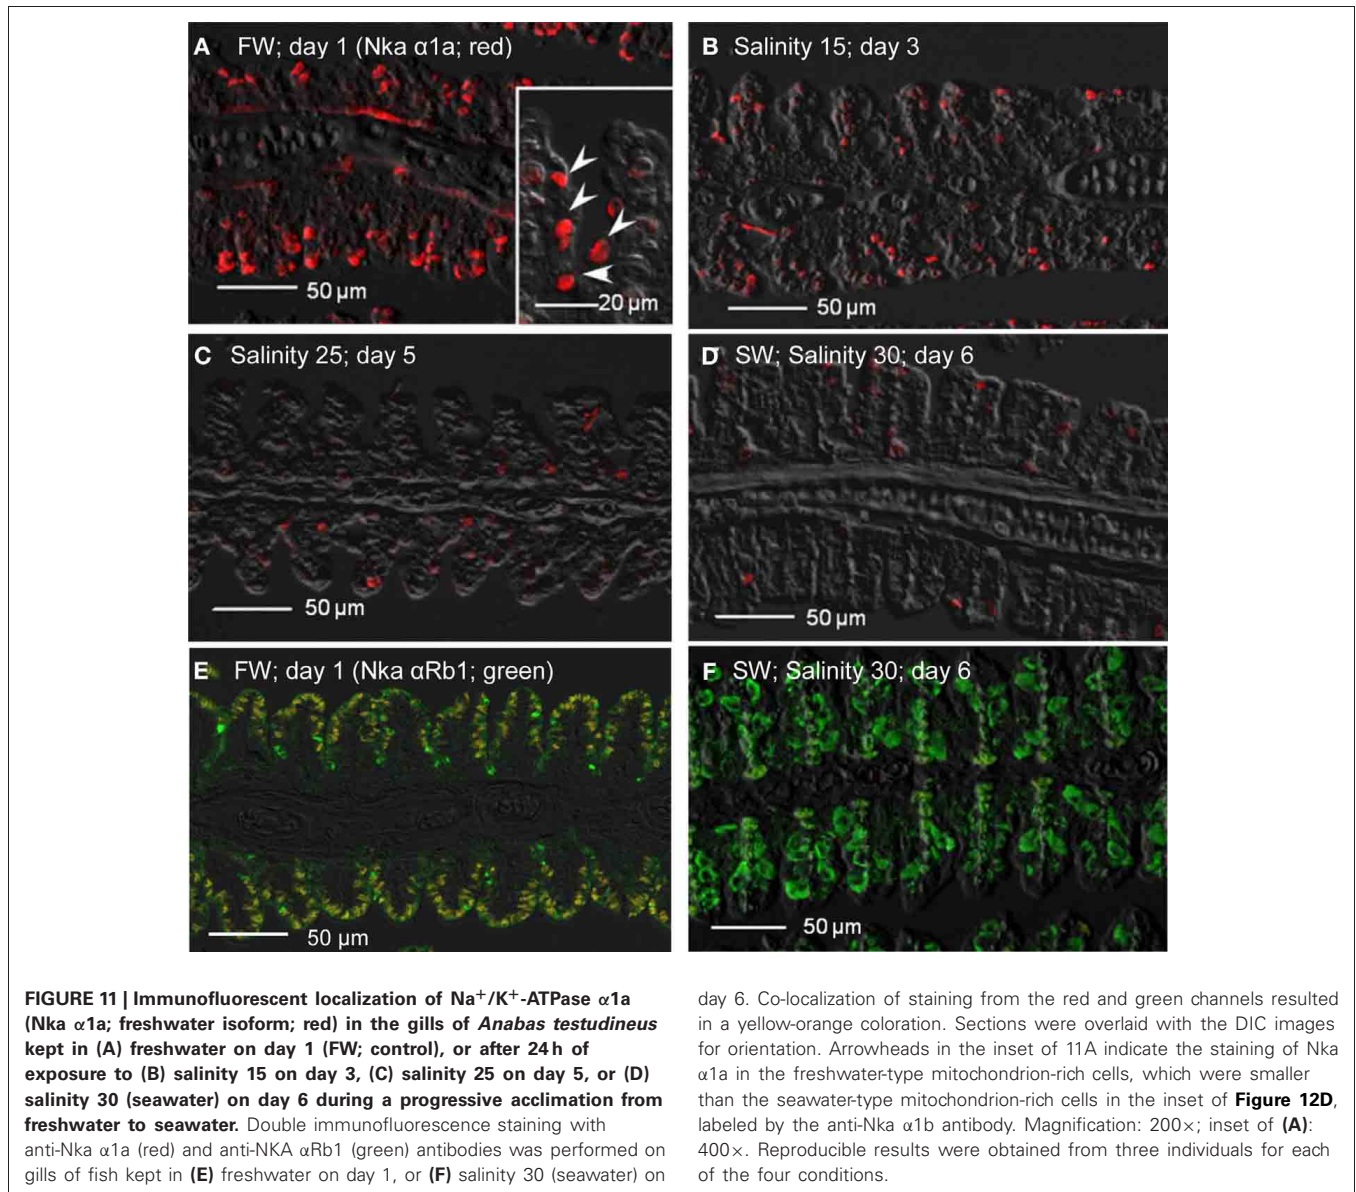 A FW; day 1 (Nka α1a; red)
20 µm
50 µm
B Salinity 15; day 3
50 µm
C Salinity 25; day 5
50 µm
D SW; Salinity 30; day 6
50 µm
E FW; day 1 (Nka αRb1; green)
50 µm
F SW; Salinity 30; day 6
50 µm
FIGURE 11 | Immunofluorescent localization of Na+/K+-ATPase α1a
(Nka α1a; freshwater isoform; red) in the gills of Anabas testudineus
kept in (A) freshwater on day 1 (FW; control), or after 24 h of
exposure to (B) salinity 15 on day 3, (C) salinity 25 on day 5, or (D)
salinity 30 (seawater) on day 6 during a progressive acclimation from
freshwater to seawater. Double immunofluorescence staining with
anti-Nka α1a (red) and anti-NKA αRb1 (green) antibodies was performed on
gills of fish kept in (E) freshwater on day 1, or (F) salinity 30 (seawater) on
day 6. Co-localization of staining from the red and green channels resulted
in a yellow-orange coloration. Sections were overlaid with the DIC images
for orientation. Arrowheads in the inset of 11A indicate the staining of Nka
α1a in the freshwater-type mitochondrion-rich cells, which were smaller
than the seawater-type mitochondrion-rich cells in the inset of Figure 12D,
labeled by the anti-Nka α1b antibody. Magnification: 200×; inset of (A):
400×. Reproducible results were obtained from three individuals for each
of the four conditions.